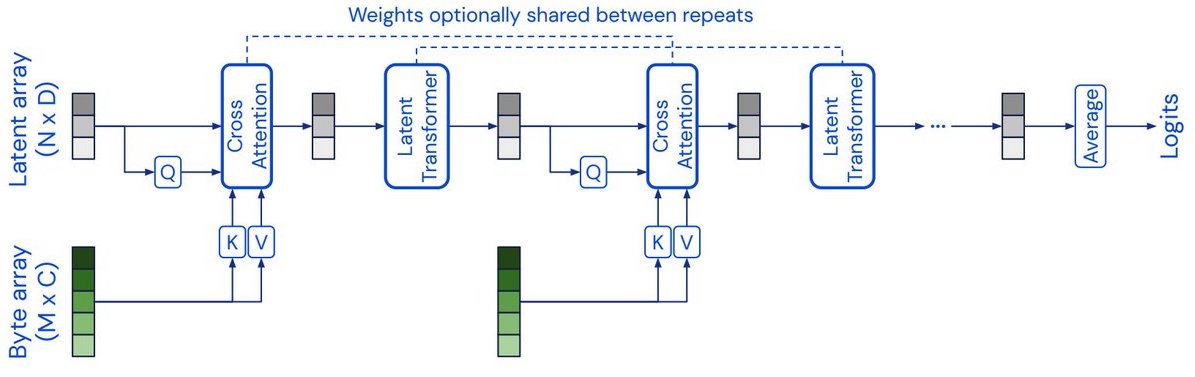 Weights optionally shared between repeats
Latent array
(N x D)
Q
Cross
Attention
K
V
Latent
Transformer
Q
Cross
Attention
K
V
Latent
Transformer
...
Average
Logits
Byte array
(M x C)